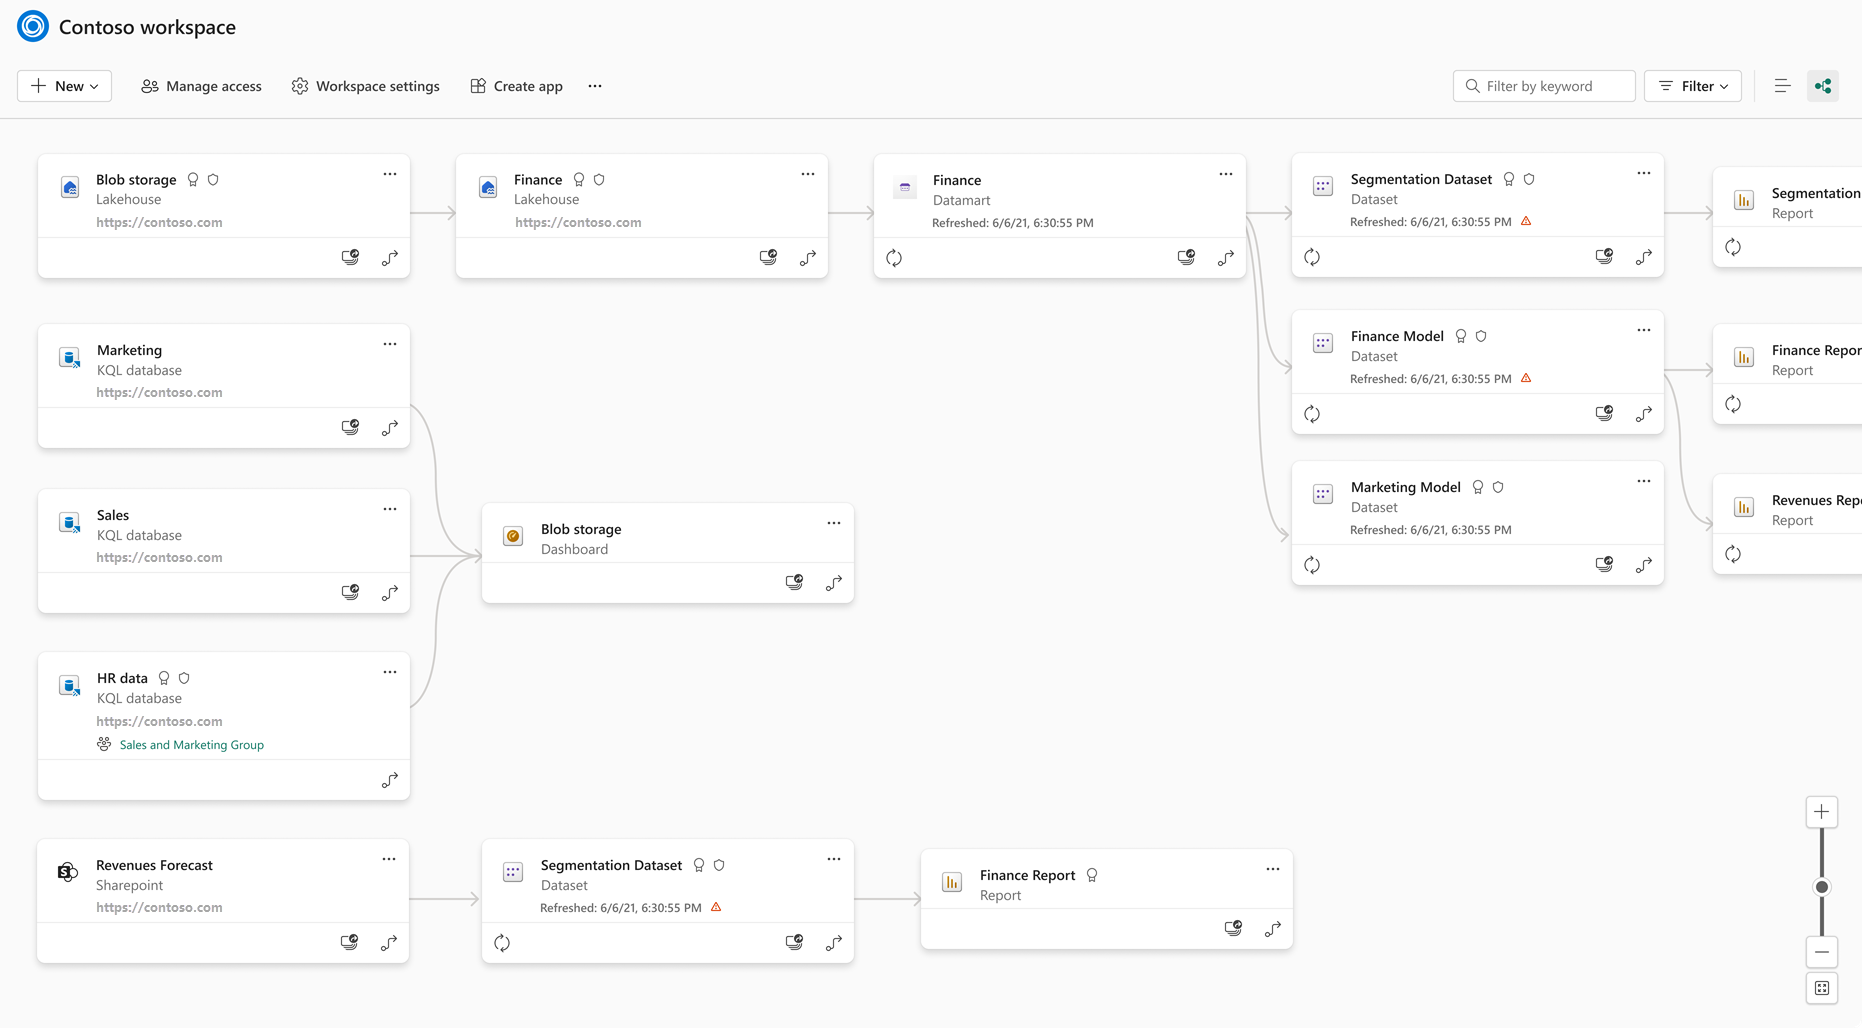 Contoso workspace
New
Manage access
Workspace settings
Create app
Filter by keyword
Filter
Blob storage
Lakehouse
https://contoso.com
Finance
Lakehouse
https://contoso.com
Finance
Datamart
Refreshed: 6/6/21, 6:30:55 PM
Segmentation Dataset
Dataset
Refreshed: 6/6/21, 6:30:55 PM
Segmentation
Report
Marketing
KQL database
https://contoso.com
Finance Model
Dataset
Refreshed: 6/6/21, 6:30:55 PM
Finance Repor
Report
Sales
KQL database
https://contoso.com
Blob storage
Dashboard
Marketing Model
Dataset
Refreshed: 6/6/21, 6:30:55 PM
Revenues Repo
Report
HR data
KQL database
https://contoso.com
Sales and Marketing Group
Revenues Forecast
Sharepoint
https://contoso.com
Segmentation Dataset
Dataset
Refreshed: 6/6/21, 6:30:55 PM
Finance Report
Report